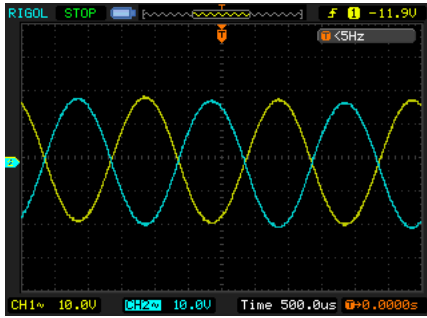 RIGOL STOP T f 1 -11.9V
T <5Hz
CH1~ 10.0V CH2~ 10.0V Time 500.0us T→0.0000s